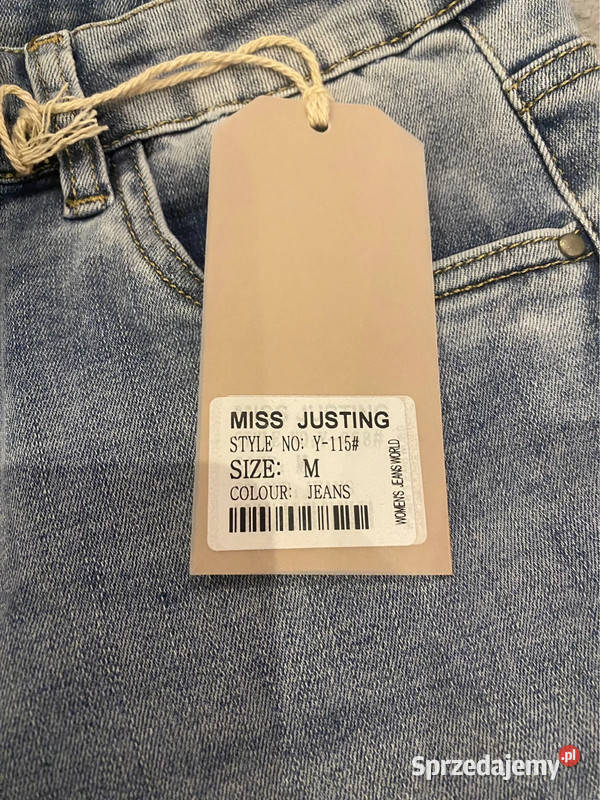 MISS JUSTING
STYLE NO: Y-115#
SIZE: M
COLOUR: JEANS
WOMEN'S JEANS WORLD
Sprzedajemy.pl